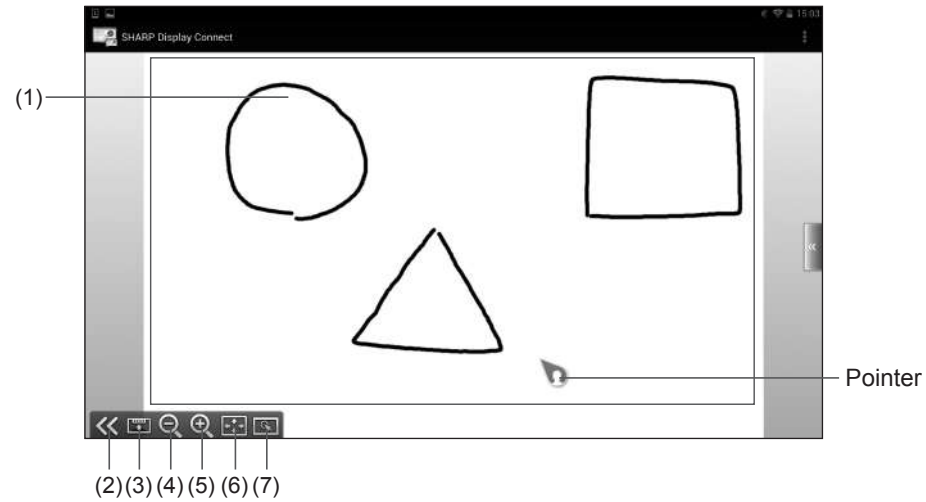 15:03
SHARP Display Connect
(1)
Pointer
(2) (3) (4) (5) (6) (7)